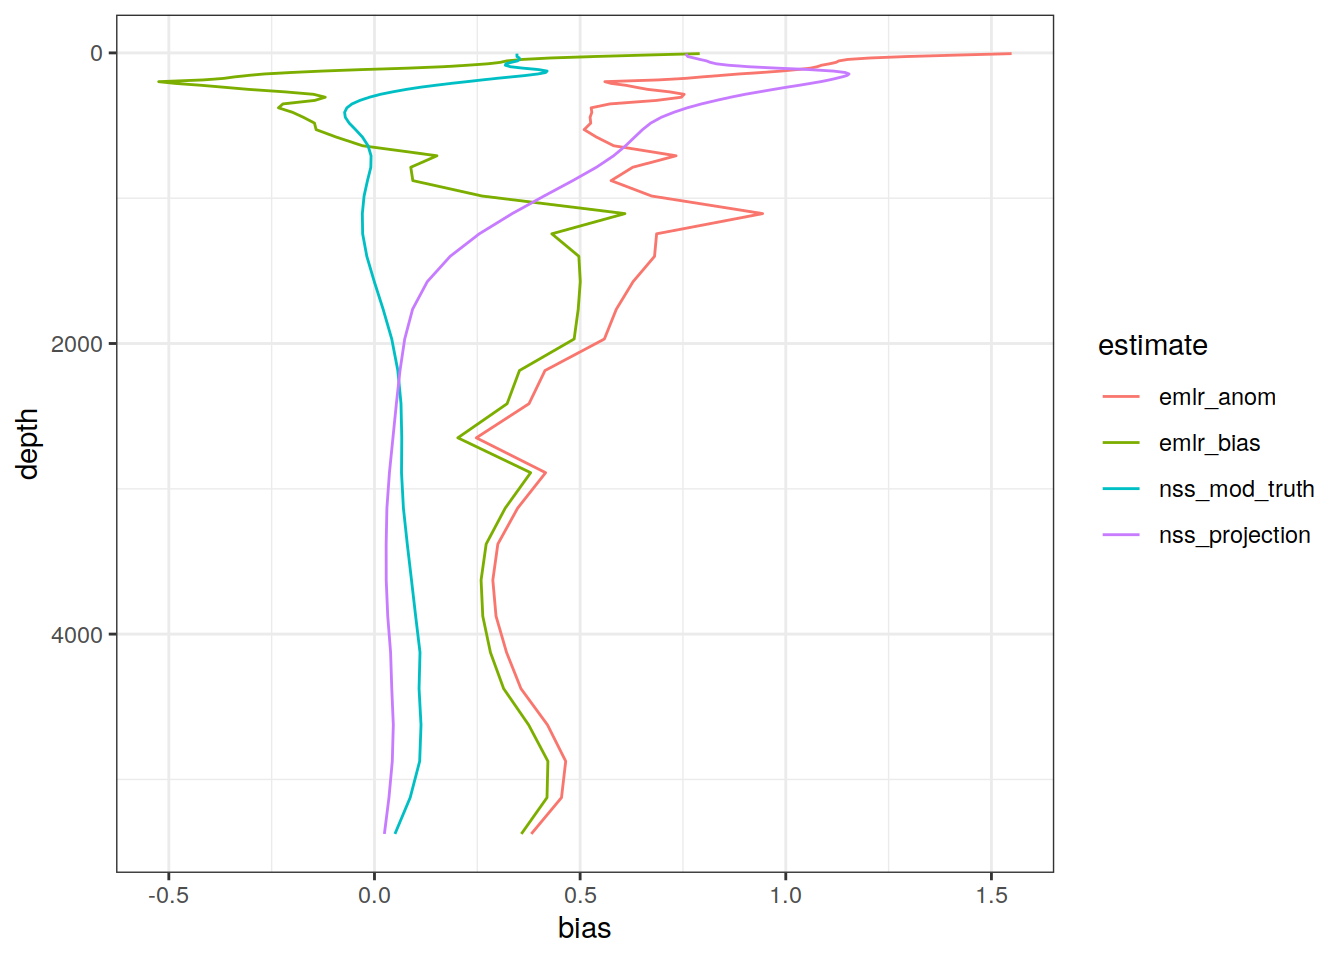 0
2000
4000
depth
-0.5
0.0
0.5
1.0
1.5
bias
estimate
emlr_anom
emlr_bias
nss_mod_truth
nss_projection